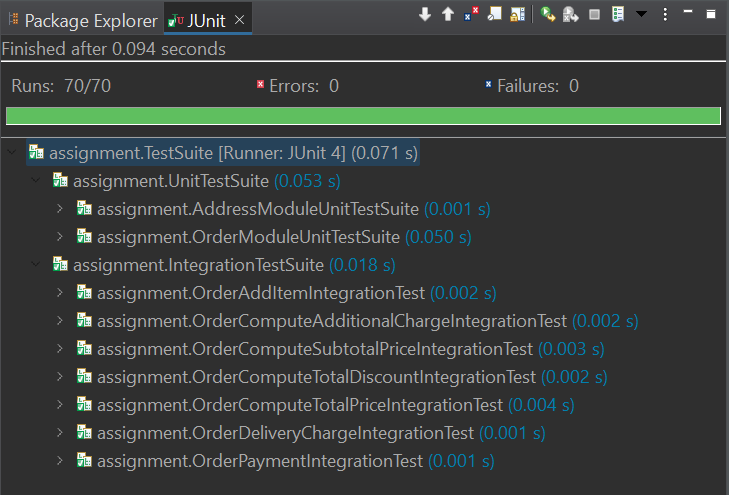 Package Explorer JUnit
Finished after 0.094 seconds
Runs: 70/70 Errors: 0 Failures: 0
assignment.TestSuite [Runner: JUnit 4] (0.071 s)
assignment.UnitTestSuite (0.053 s)
assignment.AddressModuleUnitTestSuite (0.001 s)
assignment.OrderModuleUnitTestSuite (0.050 s)
assignment.IntegrationTestSuite (0.018 s)
assignment.OrderAddItemIntegrationTest (0.002 s)
assignment.OrderComputeAdditionalChargeIntegrationTest (0.002 s)
assignment.OrderComputeSubtotalPriceIntegrationTest (0.003 s)
assignment.OrderComputeTotalDiscountIntegrationTest (0.002 s)
assignment.OrderComputeTotalPriceIntegrationTest (0.004 s)
assignment.OrderDeliveryChargeIntegrationTest (0.001 s)
assignment.OrderPaymentIntegrationTest (0.001 s)